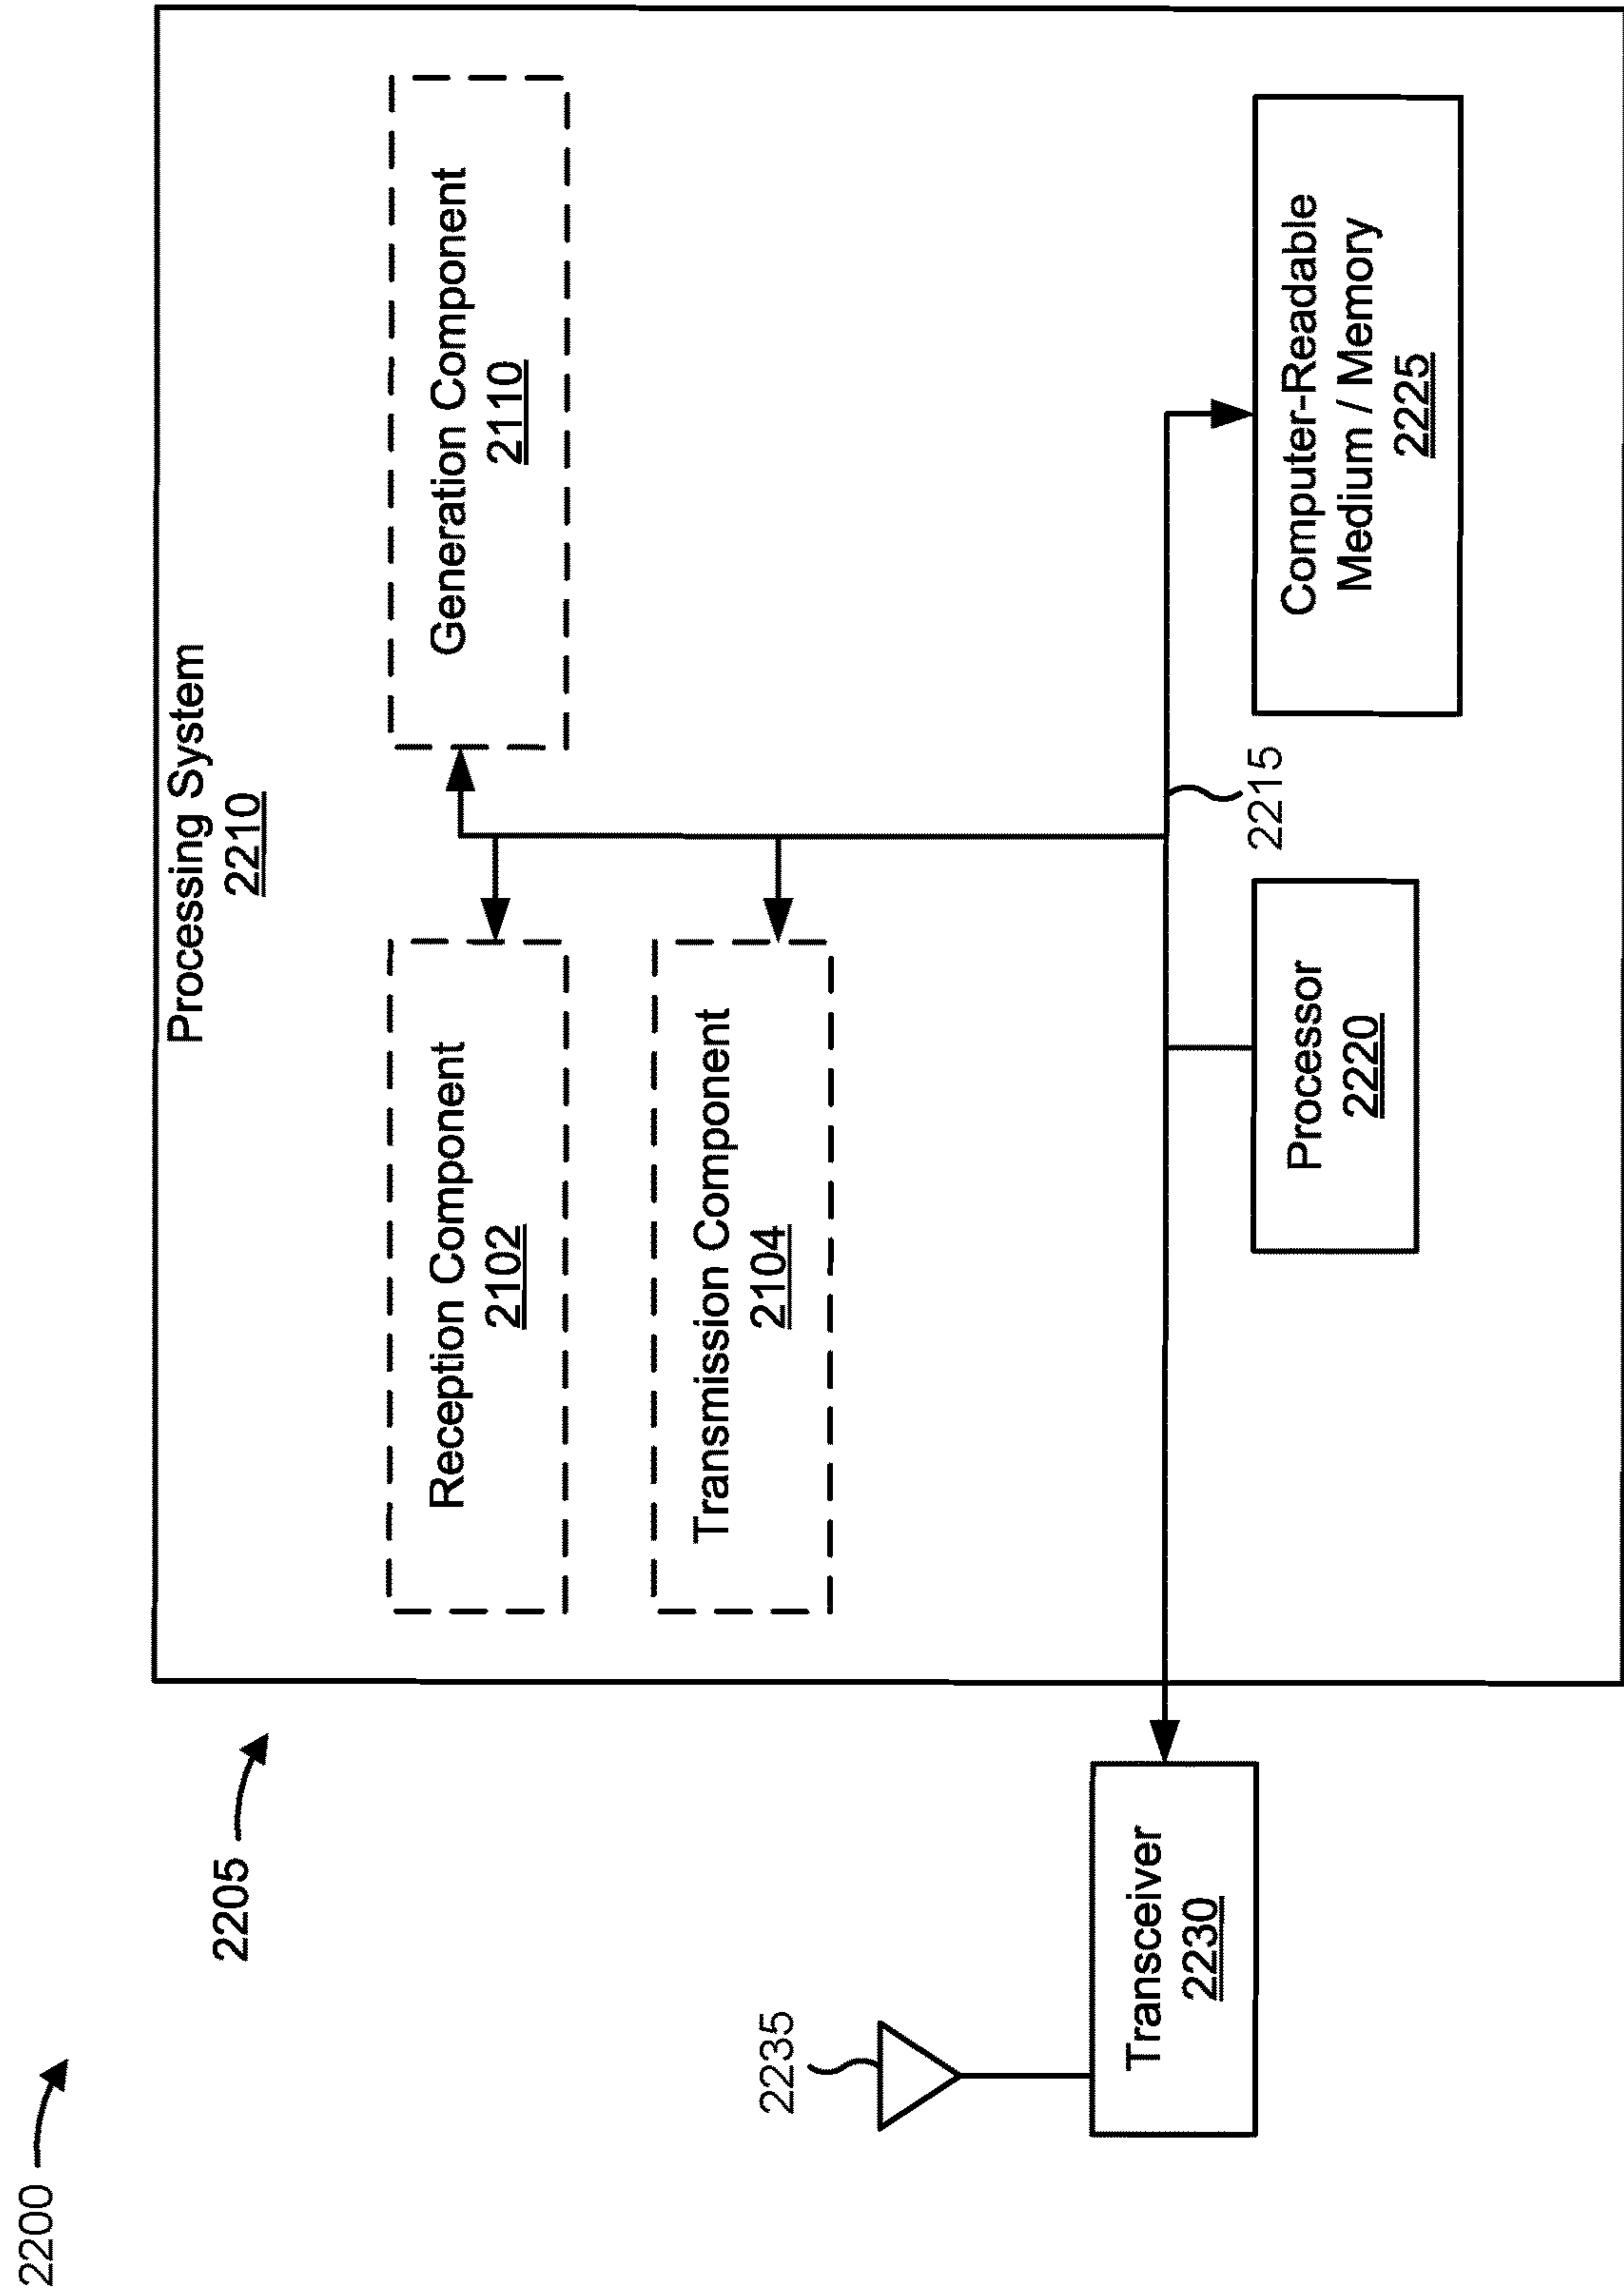 2200
2205
Processing System
2210
Reception Component
2102
Generation Component
2110
Transmission Component
2104
2235
2215
Transceiver
2230
Processor
2220
Computer-Readable
Medium / Memory
2225